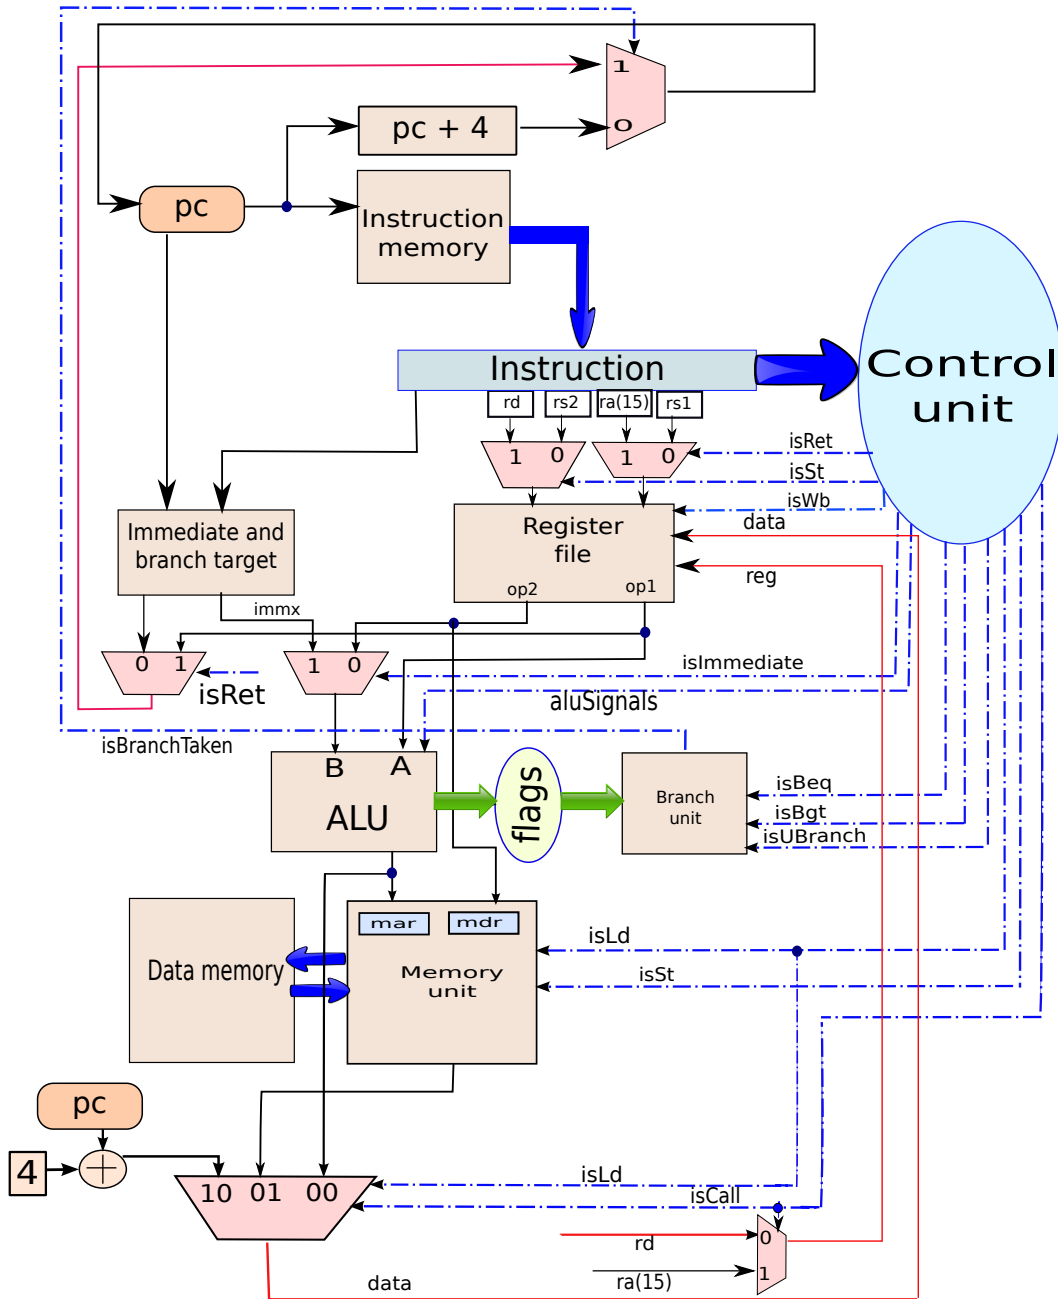 1
0
pc + 4
pc
Instruction
memory
Instruction
Control
unit
rd
rs2
ra(15)
rs1
1 0
1 0
isRet
isSt
isWb
data
reg
Register
file
op2
op1
Immediate and
branch target
immx
0 1
1 0
isRet
isImmediate
aluSignals
isBranchTaken
B A
ALU
flags
Branch
unit
isBeq
isBgt
isUBranch
mar
mdr
Memory
unit
Data memory
isLd
isSt
pc
4
+
10 01 00
isLd
isCall
rd
0
1
ra(15)
data